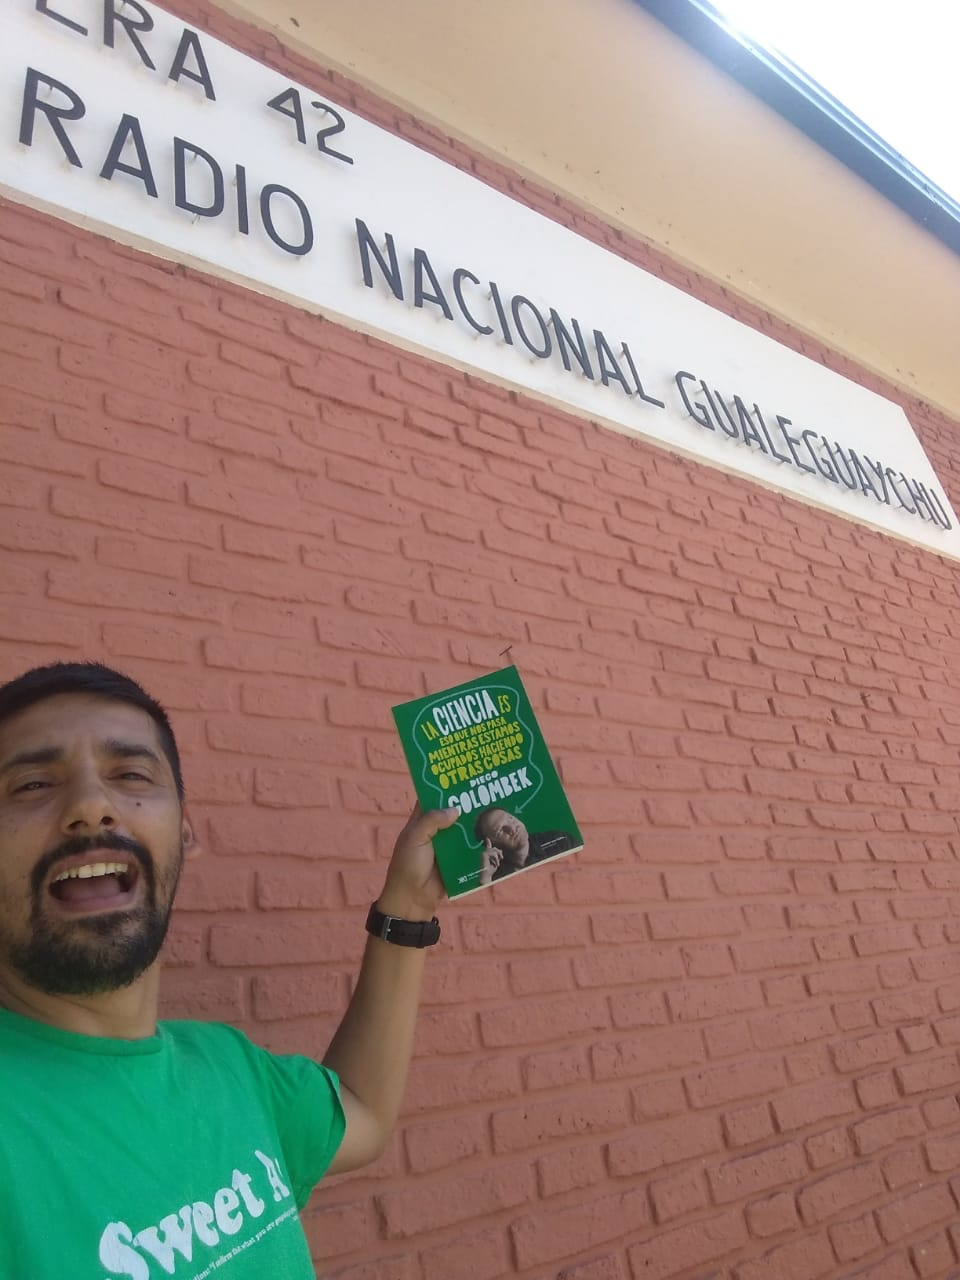 LRA 42
RADIO NACIONAL GUALEGUAYCHU
LA CIENCIA ES
ESO QUE NOS PASA
MIENTRAS ESTAMOS
OCUPADOS HACIENDO
OTRAS COSAS
DIEGO
GOLOMBEK
Sweet A